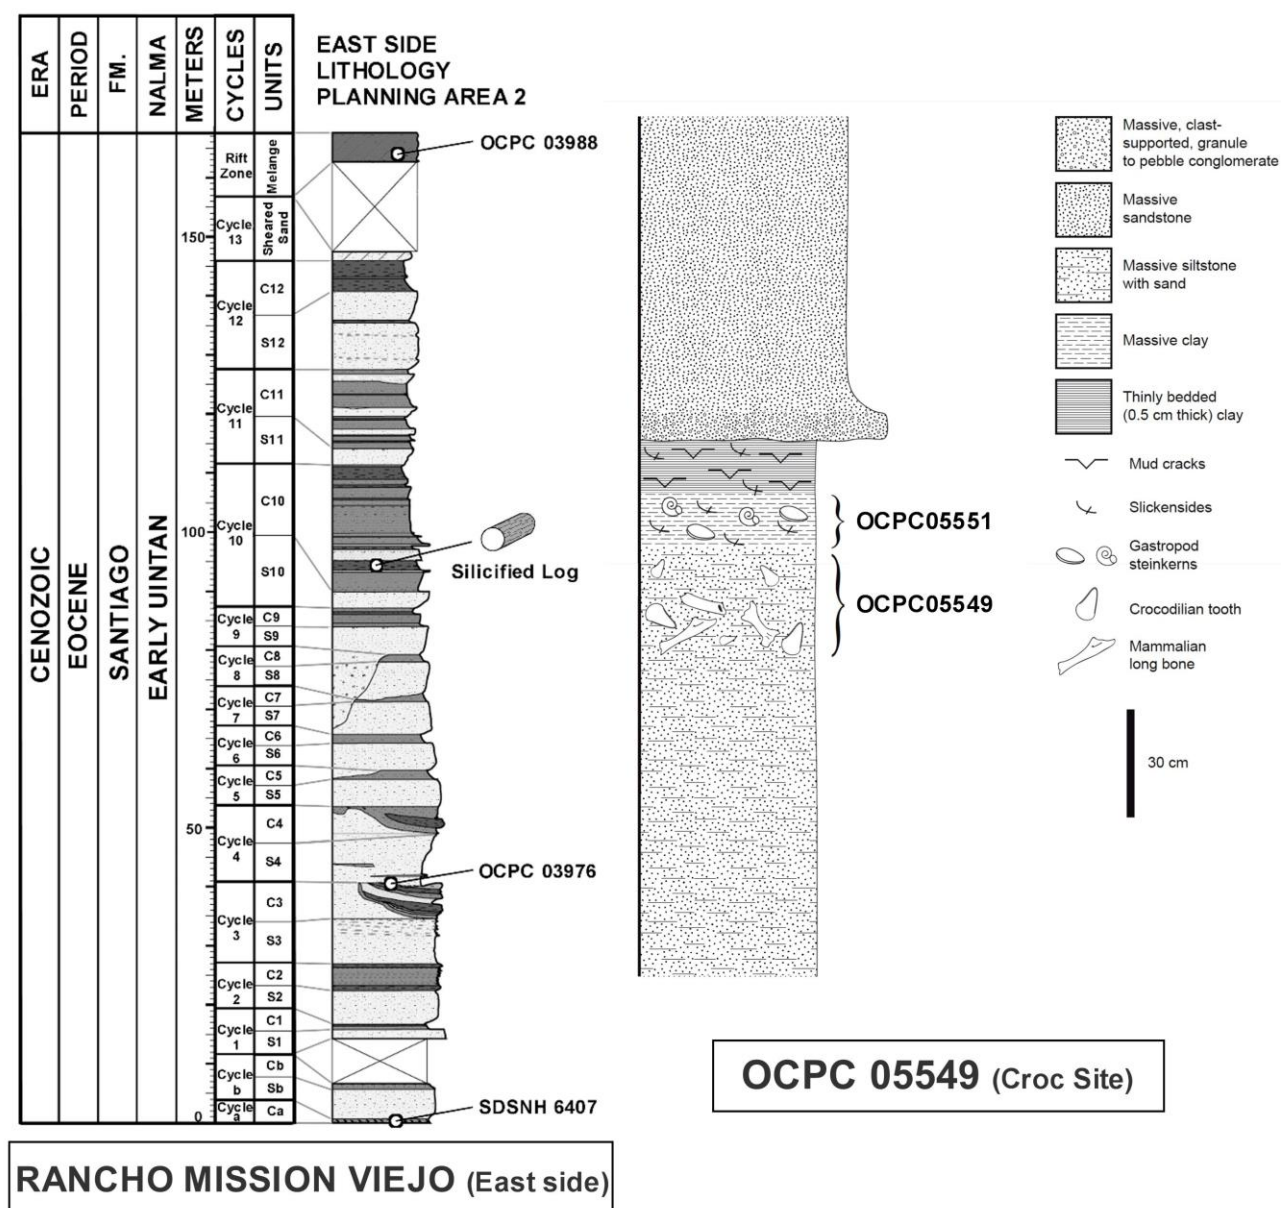 ERA
PERIOD
FM.
NALMA
METERS
CYCLES
UNITS
EAST SIDE
LITHOLOGY
PLANNING AREA 2
CENOZOIC
EOCENE
SANTIAGO
EARLY UINTAN
150
100
50
0
Rift
Zone
Melange
Cycle
13
Sheared
Sand
Cycle
12
C12
S12
Cycle
11
C11
S11
Cycle
10
C10
S10
Cycle
9
C9
S9
Cycle
8
C8
S8
Cycle
7
C7
S7
Cycle
6
C6
S6
Cycle
5
C5
S5
Cycle
4
C4
S4
Cycle
3
C3
S3
Cycle
2
C2
S2
Cycle
1
C1
S1
Cycle
b
Cb
Sb
Cycle
a
Ca
OCPC 03988
Silicified Log
OCPC 03976
SDSNH 6407
RANCHO MISSION VIEJO (East side)
OCPC05551
OCPC05549
Massive, clast-
supported, granule
to pebble conglomerate
Massive
sandstone
Massive siltstone
with sand
Massive clay
Thinly bedded
(0.5 cm thick) clay
Mud cracks
Slickensides
Gastropod
steinkerns
Crocodilian tooth
Mammalian
long bone
30 cm
OCPC 05549 (Croc Site)